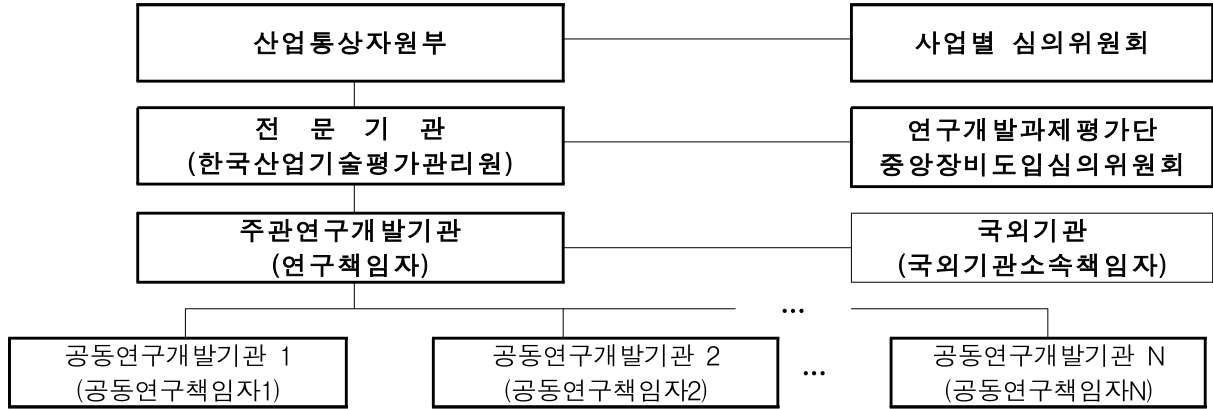 산업통상자원부
사업별 심의위원회
전 문 기 관
(한국산업기술평가관리원)
연구개발과제평가단
중앙장비도입심의위원회
주관연구개발기관
(연구책임자)
국외기관
(국외기관소속책임자)
...
공동연구개발기관 1
(공동연구책임자1)
공동연구개발기관 2
(공동연구책임자2)
...
공동연구개발기관 N
(공동연구책임자N)